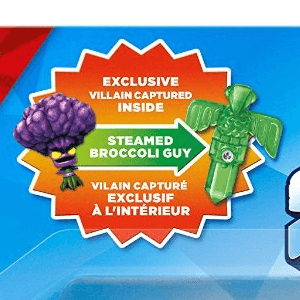 EXCLUSIVE
VILLAIN CAPTURED
INSIDE
STEAMED
BROCCOLI GUY
VILAIN CAPTURÉ
EXCLUSIF
À L'INTÉRIEUR